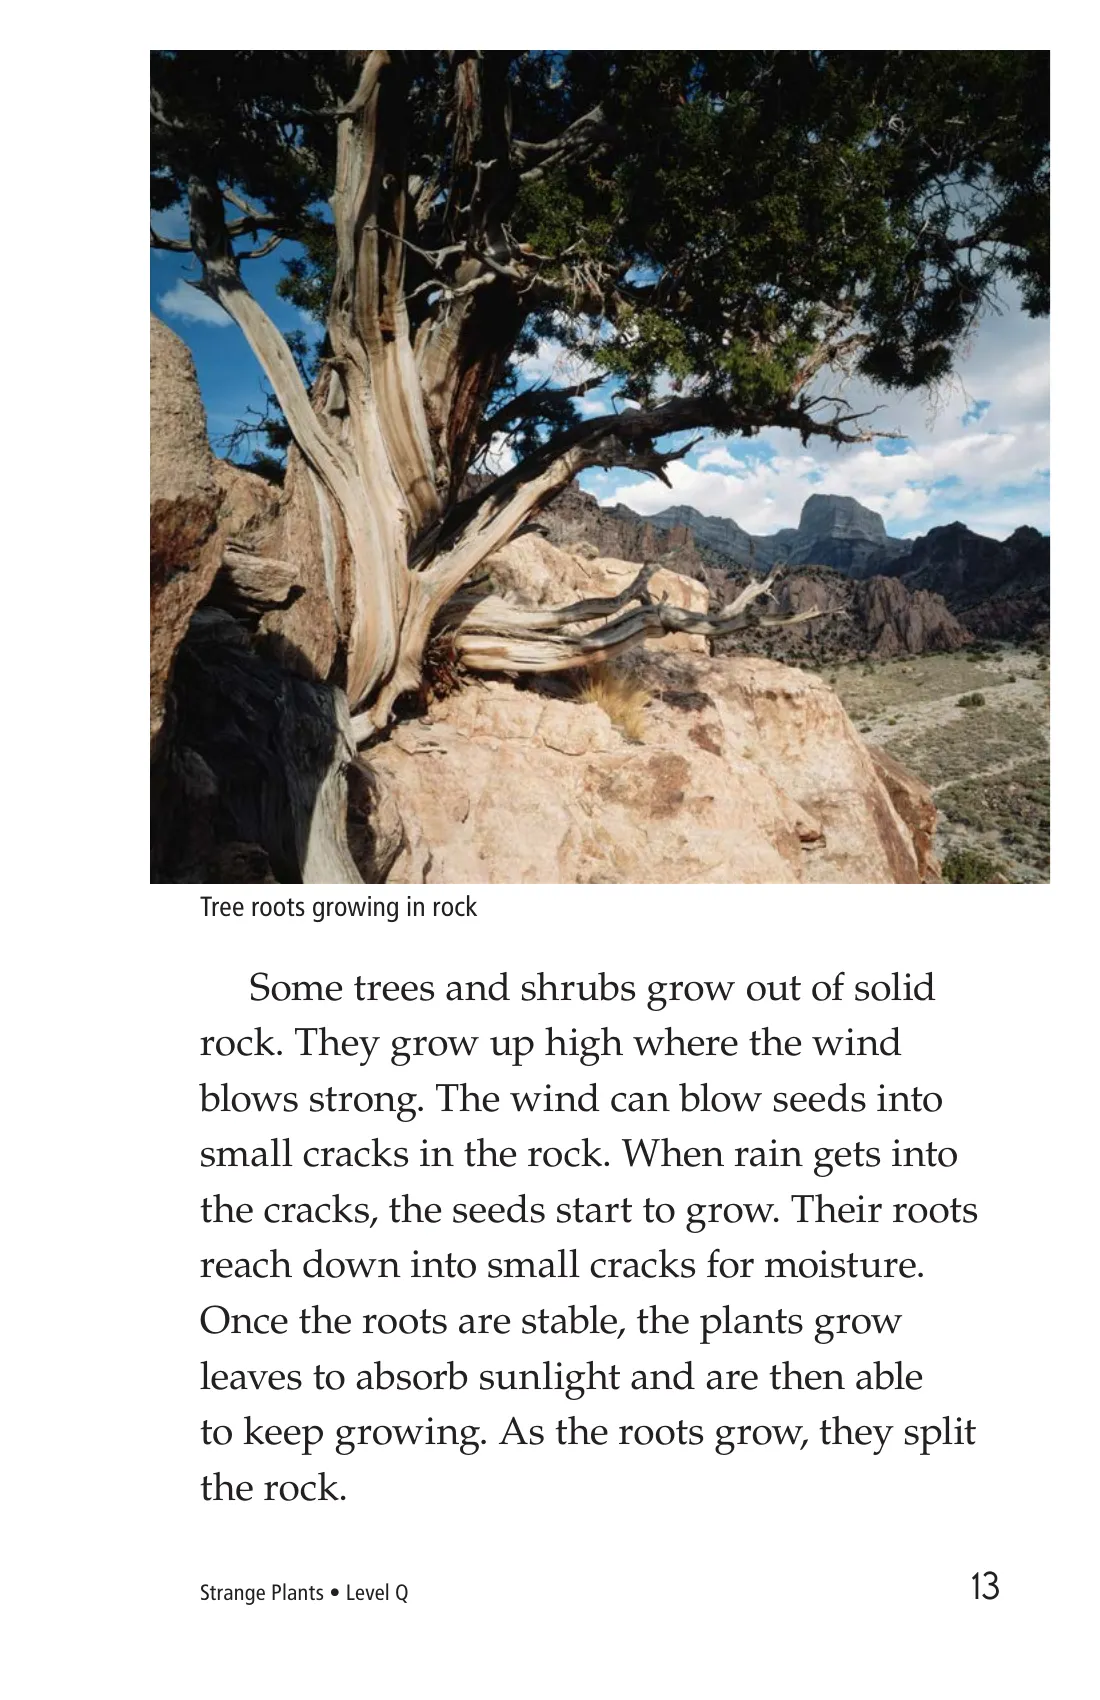 Tree roots growing in rock
Some trees and shrubs grow out of solid
rock. They grow up high where the wind
blows strong. The wind can blow seeds into
small cracks in the rock. When rain gets into
the cracks, the seeds start to grow. Their roots
reach down into small cracks for moisture.
Once the roots are stable, the plants grow
leaves to absorb sunlight and are then able
to keep growing. As the roots grow, they split
the rock.
Strange Plants • Level Q
13